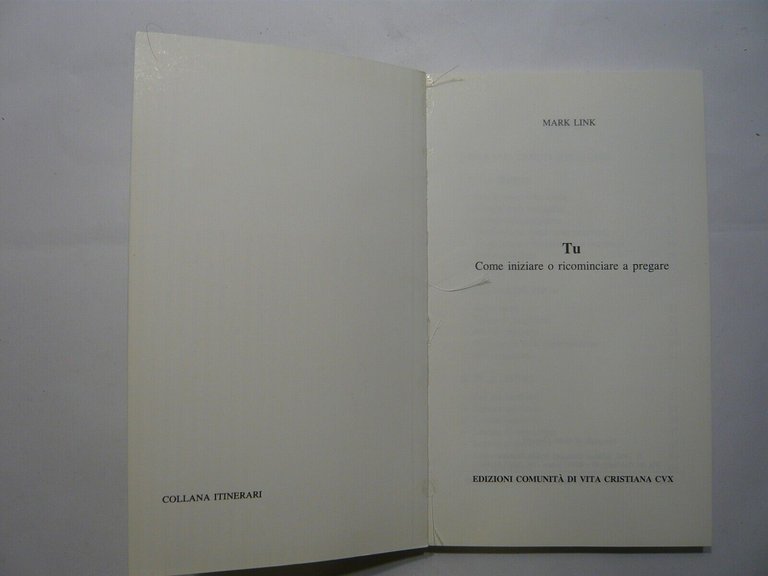 COLLANA ITINERARI
MARK LINK
Tu
Come iniziare o ricominciare a pregare
EDIZIONI COMUNITÀ DI VITA CRISTIANA CVX